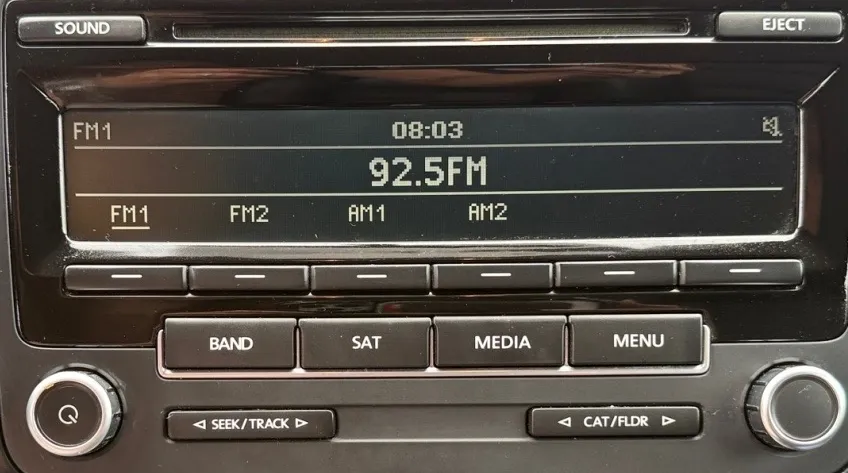 SOUND EJECT
FM1 08:03
92.5FM
FM1 FM2 AM1 AM2
BAND SAT MEDIA MENU
SEEK/TRACK CAT/FLDR